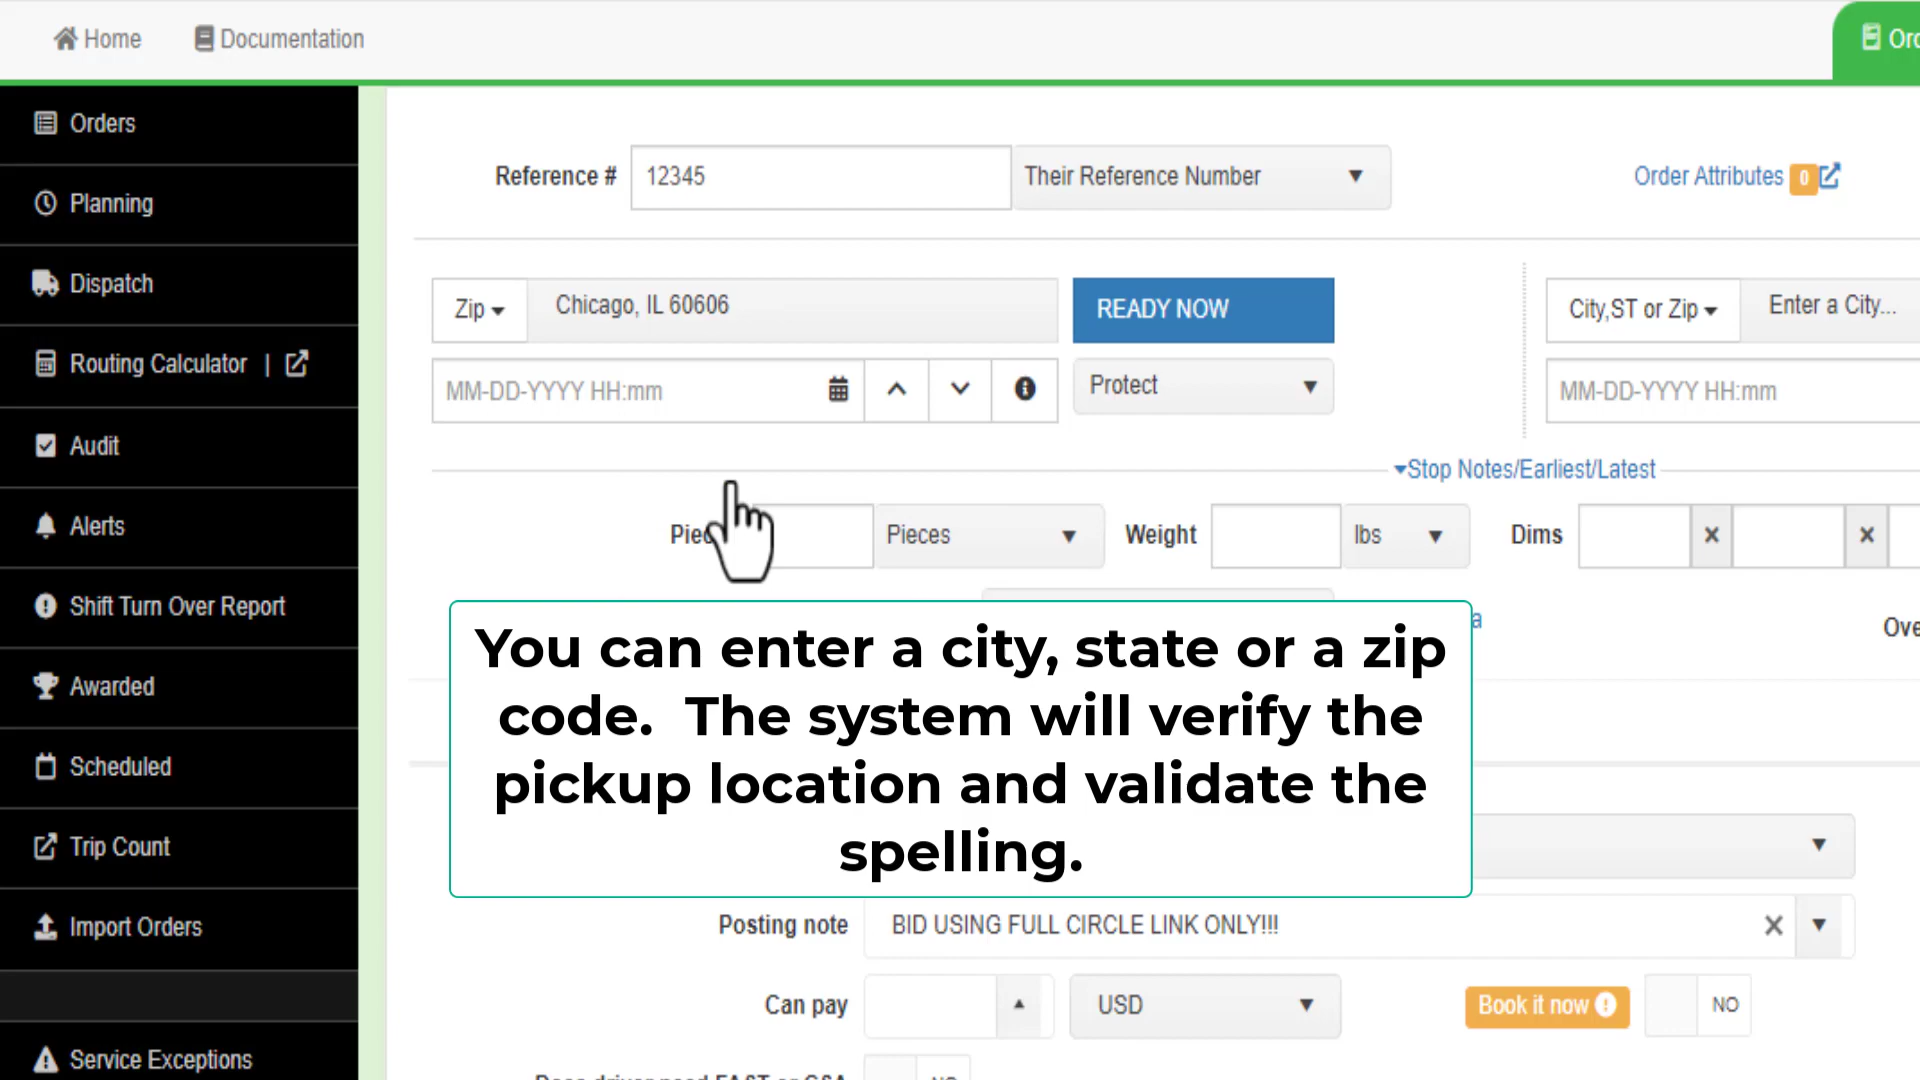 Home
Documentation
Orders
Planning
Dispatch
Routing Calculator |
Audit
Alerts
Shift Turn Over Report
Awarded
Scheduled
Trip Count
Import Orders
Service Exceptions
Reference # 12345 Their Reference Number
Order Attributes 0
Zip Chicago, IL 60606 READY NOW
City,ST or Zip Enter a City...
MM-DD-YYYY HH:mm Protect
MM-DD-YYYY HH:mm
Stop Notes/Earliest/Latest
Pieces Weight lbs Dims
You can enter a city, state or a zip
code. The system will verify the
pickup location and validate the
spelling.
Posting note BID USING FULL CIRCLE LINK ONLY!!!
Can pay USD Book it now NO